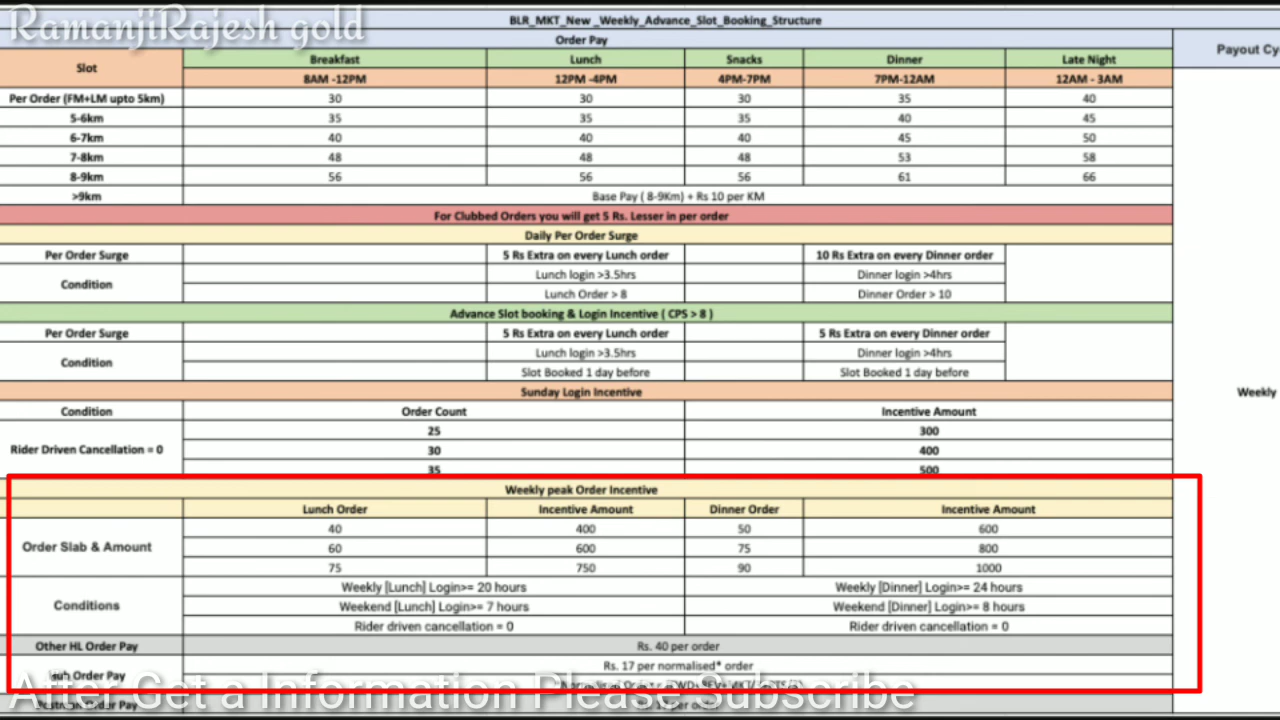 RamanjiRajesh gold
BLR_MKT_New _Weekly_Advance_Slot_Booking_Structure
Order Pay
Payout Cy
Slot Breakfast Lunch Snacks Dinner Late Night
8AM -12PM 12PM -4PM 4PM-7PM 7PM-12AM 12AM - 3AM
Per Order (FM+LM upto 5km) 30 30 30 35 40
5-6km 35 35 35 40 45
6-7km 40 40 40 45 50
7-8km 48 48 48 53 58
8-9km 56 56 56 61 66
>9km Base Pay ( 8-9Km) + Rs 10 per KM
For Clubbed Orders you will get 5 Rs. Lesser in per order
Daily Per Order Surge
Per Order Surge 5 Rs Extra on every Lunch order 10 Rs Extra on every Dinner order
Condition Lunch login >3.5hrs Dinner login >4hrs
Lunch Order > 8 Dinner Order > 10
Advance Slot booking & Login Incentive ( CPS > 8 )
Per Order Surge 5 Rs Extra on every Lunch order 5 Rs Extra on every Dinner order
Condition Lunch login >3.5hrs Dinner login >4hrs
Slot Booked 1 day before Slot Booked 1 day before
Sunday Login Incentive
Weekly
Condition Order Count Incentive Amount
25 300
Rider Driven Cancellation = 0 30 400
35 500
Weekly peak Order Incentive
Lunch Order Incentive Amount Dinner Order Incentive Amount
Order Slab & Amount 40 400 50 600
60 600 75 800
75 750 90 1000
Conditions Weekly [Lunch] Login>= 20 hours Weekly [Dinner] Login>= 24 hours
Weekend [Lunch] Login>= 7 hours Weekend [Dinner] Login>= 8 hours
Rider driven cancellation = 0 Rider driven cancellation = 0
Other HL Order Pay Rs. 40 per order
Order Pay Rs. 17 per normalised* order
After Get a Information Please Subscribe
Order Pay per order